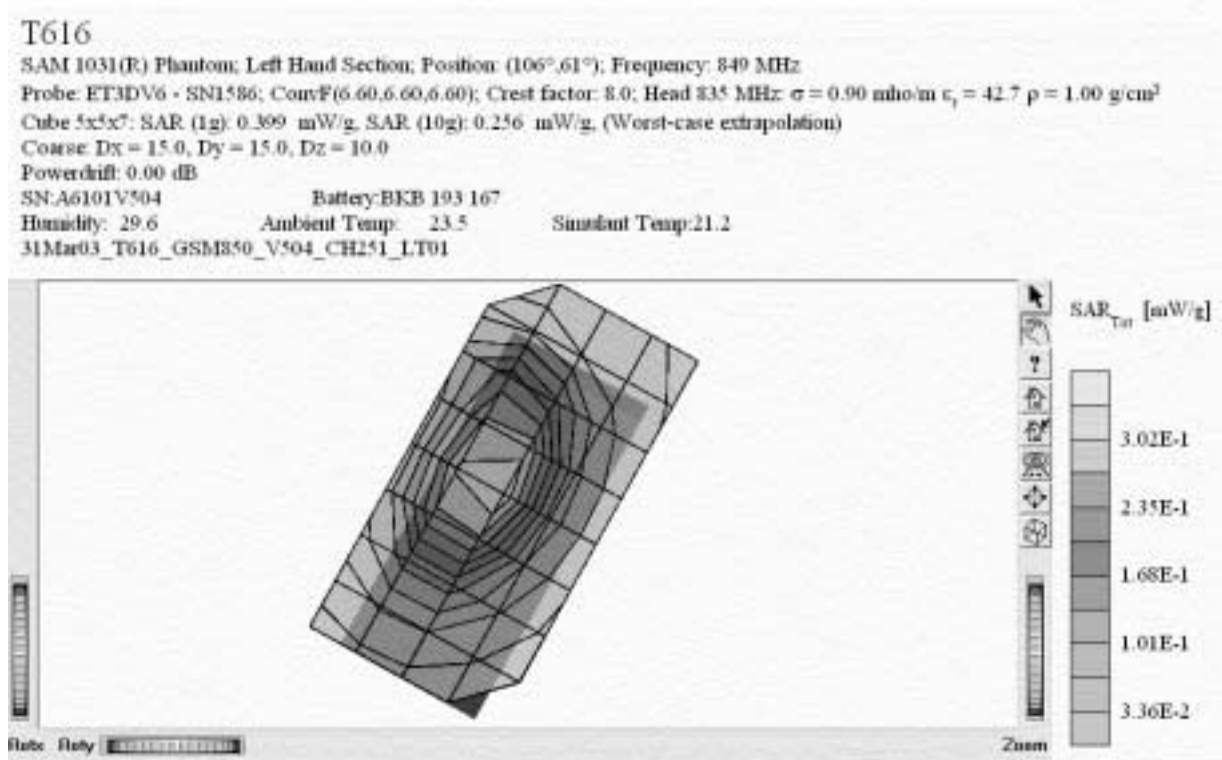 T616
SAM 1031(R) Phantom; Left Hand Section; Position: (106°,61°); Frequency: 849 MHz
Probe: ET3DV6 - SN1586; ConvF(6.60,6.60,6.60); Crest factor: 8.0; Head 835 MHz: σ = 0.90 mho/m εr = 42.7 ρ = 1.00 g/cm³
Cube 5x5x7: SAR (1g): 0.399 mW/g, SAR (10g): 0.256 mW/g, (Worst-case extrapolation)
Coarse: Dx = 15.0, Dy = 15.0, Dz = 10.0
Powerdrift: 0.00 dB
SN:A6101V504 Battery:BKB 193 167
Humidity: 29.6 Ambient Temp: 23.5 Simulant Temp:21.2
31Mar03_T616_GSM850_V504_CH251_LT01
SAR Tot [mW/g]
?
3.02E-1
2.35E-1
1.68E-1
1.01E-1
3.36E-2
Rotx Roty Zoom